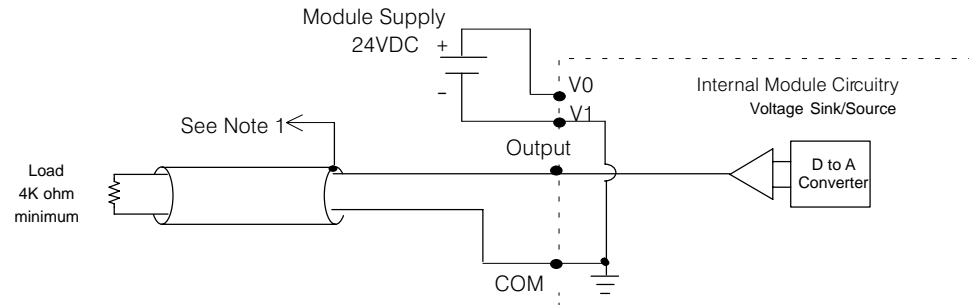 Module Supply
24VDC
+
-
V0
V1
Internal Module Circuitry
Voltage Sink/Source
See Note 1
Output
Load
4K ohm
minimum
D to A
Converter
COM